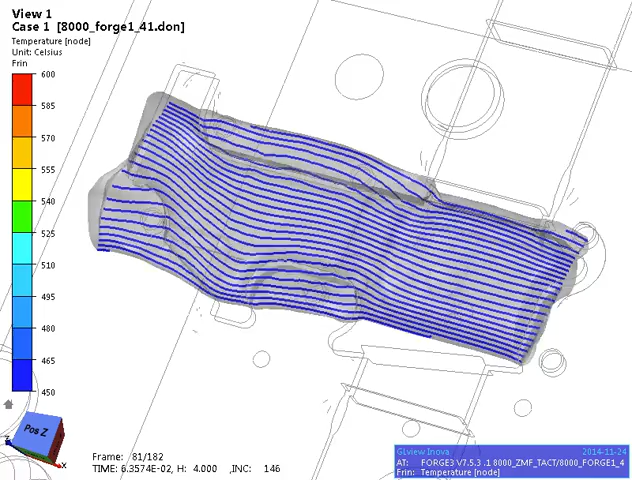 View 1
Case 1 [8000_forge1_41.don]
Temperature [node]
Unit: Celsius
Frin
600
585
570
555
540
525
510
495
480
465
450
Pos Z
z
x
Frame: 81/182
TIME: 6.3574E-02, H: 4.000 ,INC: 146
GLview Inova 2014-11-24
AT: FORGE3 V7.5.3 .1 8000_ZMF_TACT/8000_FORGE1_4
Frin: Temperature [node]